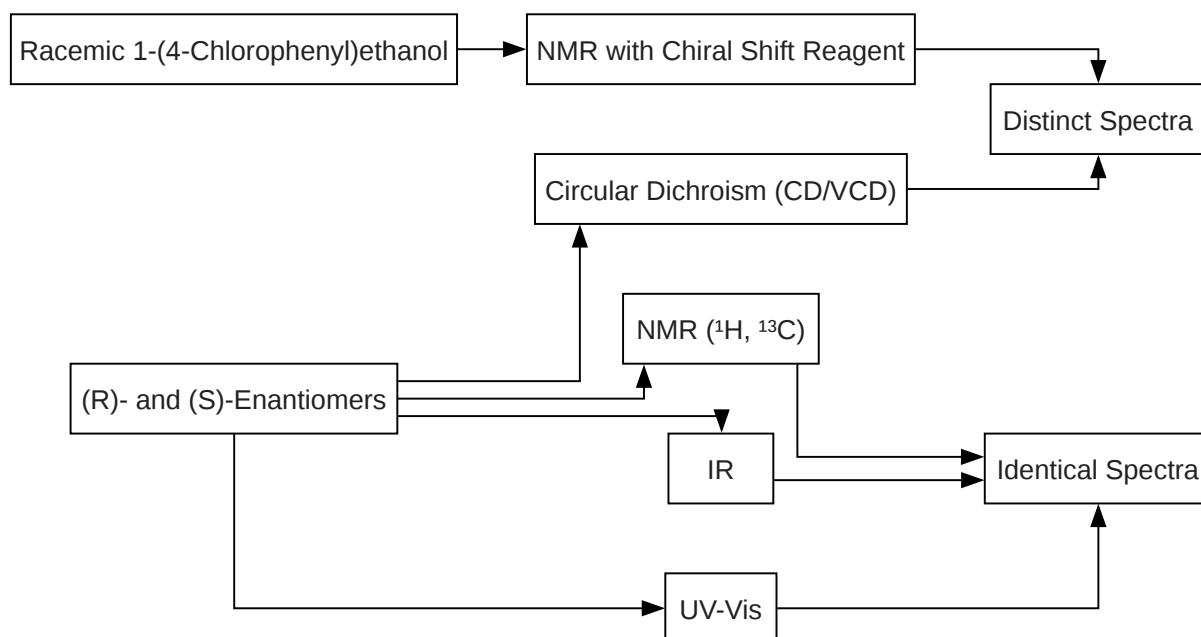 Racemic 1-(4-Chlorophenyl)ethanol
NMR with Chiral Shift Reagent
Distinct Spectra
Circular Dichroism (CD/VCD)
NMR (¹H, ¹³C)
(R)- and (S)-Enantiomers
IR
Identical Spectra
UV-Vis